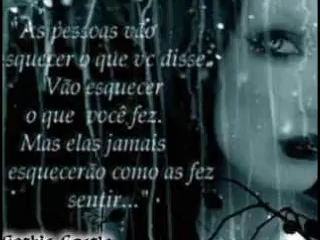 "As pessoas vão
squecer o que vc disse.
Vão esquecer
o que você fez.
Mas elas jamais
esquecerão como as fez
sentir..."